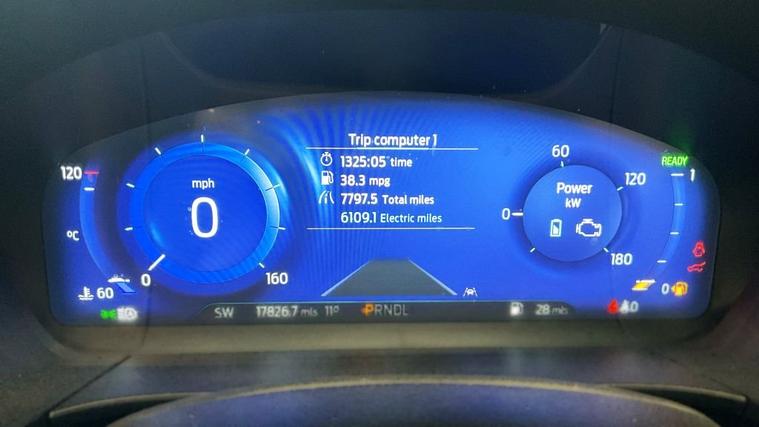 Trip computer 1
1325:05 time
38.3 mpg
7797.5 Total miles
6109.1 Electric miles
120
°C
60
mph
0
0
160
60
0
120
180
Power
kW
READY
1
0
SW 17826.7 mls 11° PRNDL 28 mls